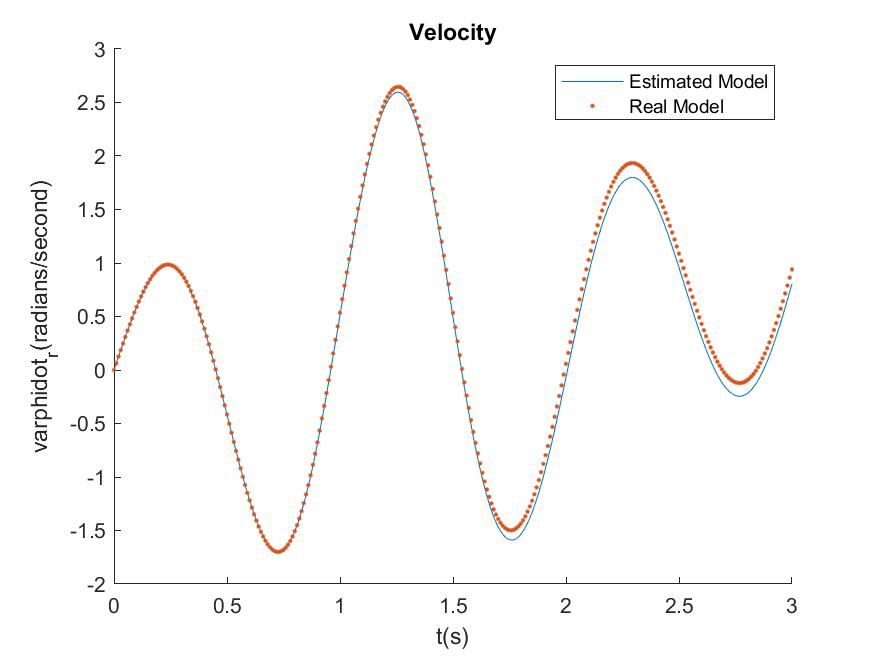 Velocity
3
2.5
2
1.5
1
0.5
0
-0.5
-1
-1.5
-2
varphidot_r(radians/second)
Estimated Model
Real Model
0 0.5 1 1.5 2 2.5 3
t(s)